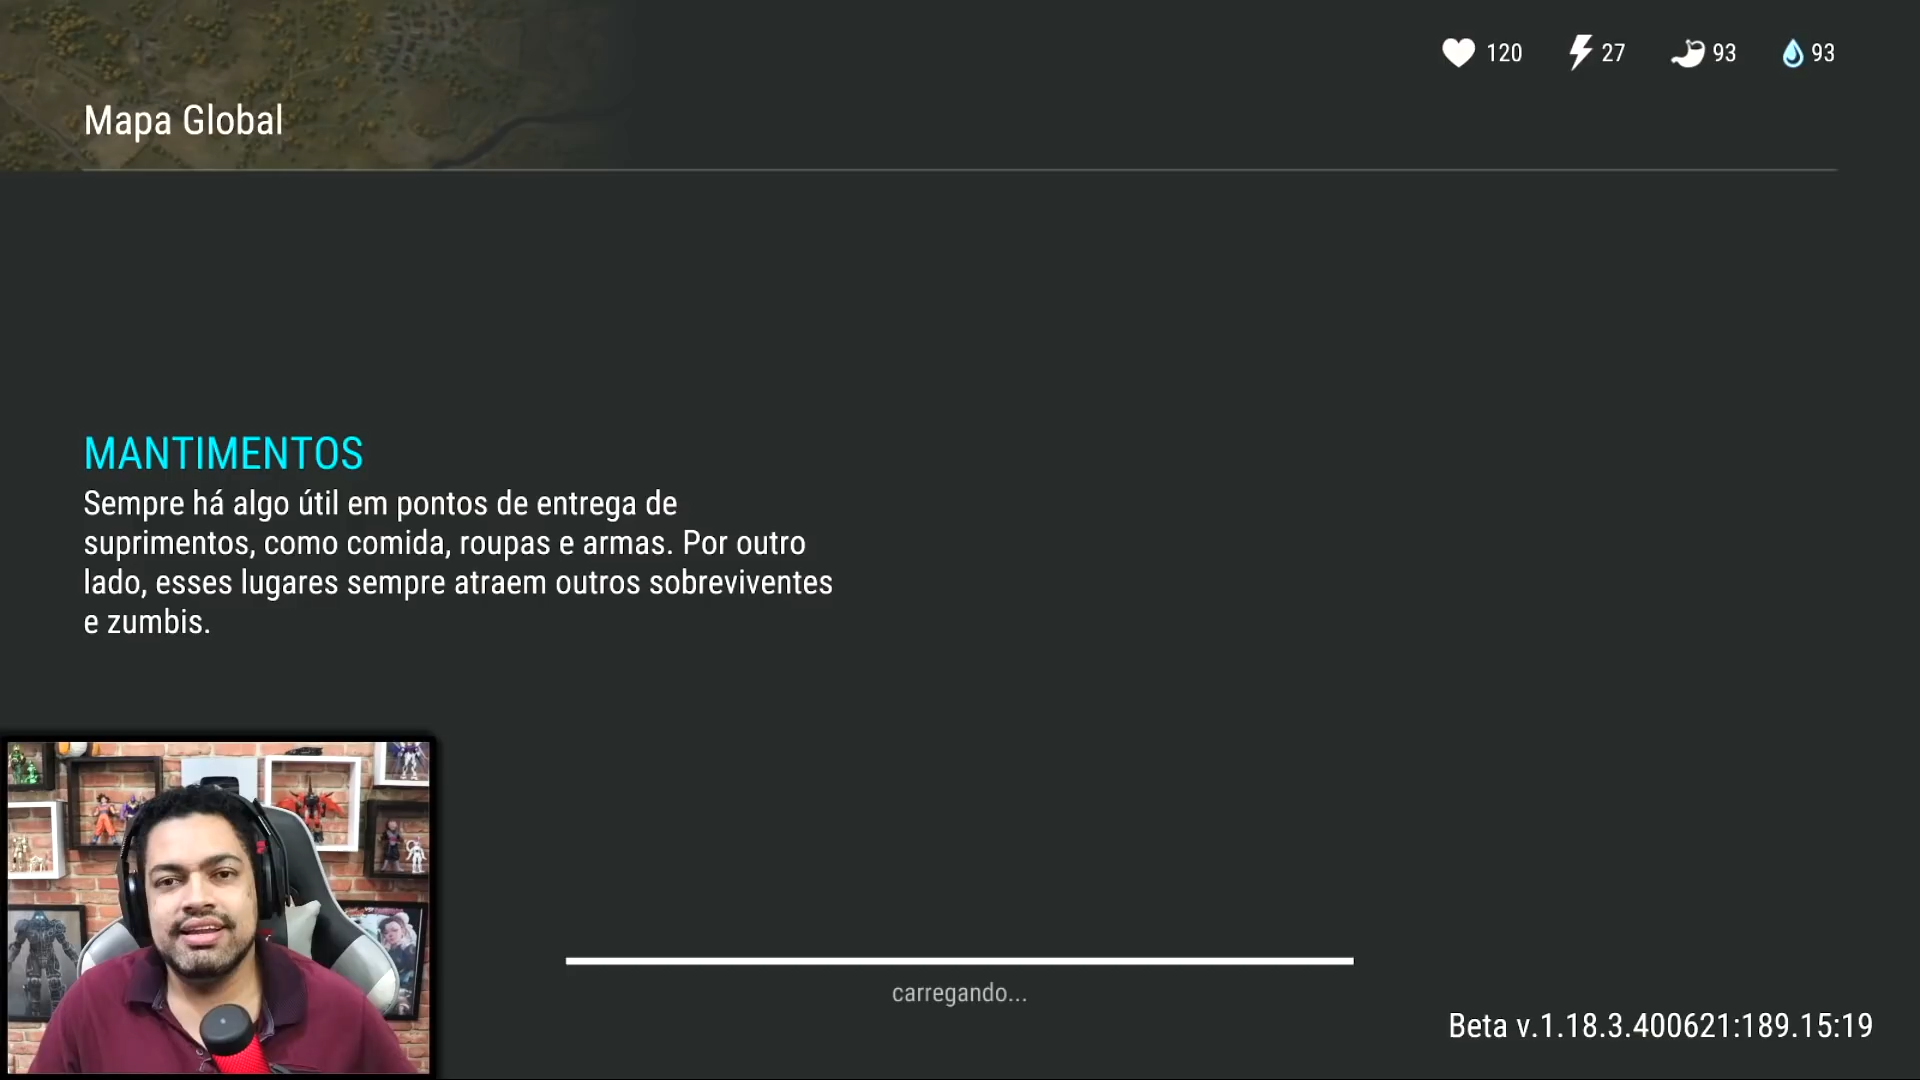 120 27 93 93
Mapa Global
MANTIMENTOS
Sempre há algo útil em pontos de entrega de
suprimentos, como comida, roupas e armas. Por outro
lado, esses lugares sempre atraem outros sobreviventes
e zumbis.
carregando...
Beta v.1.18.3.400621:189.15:19